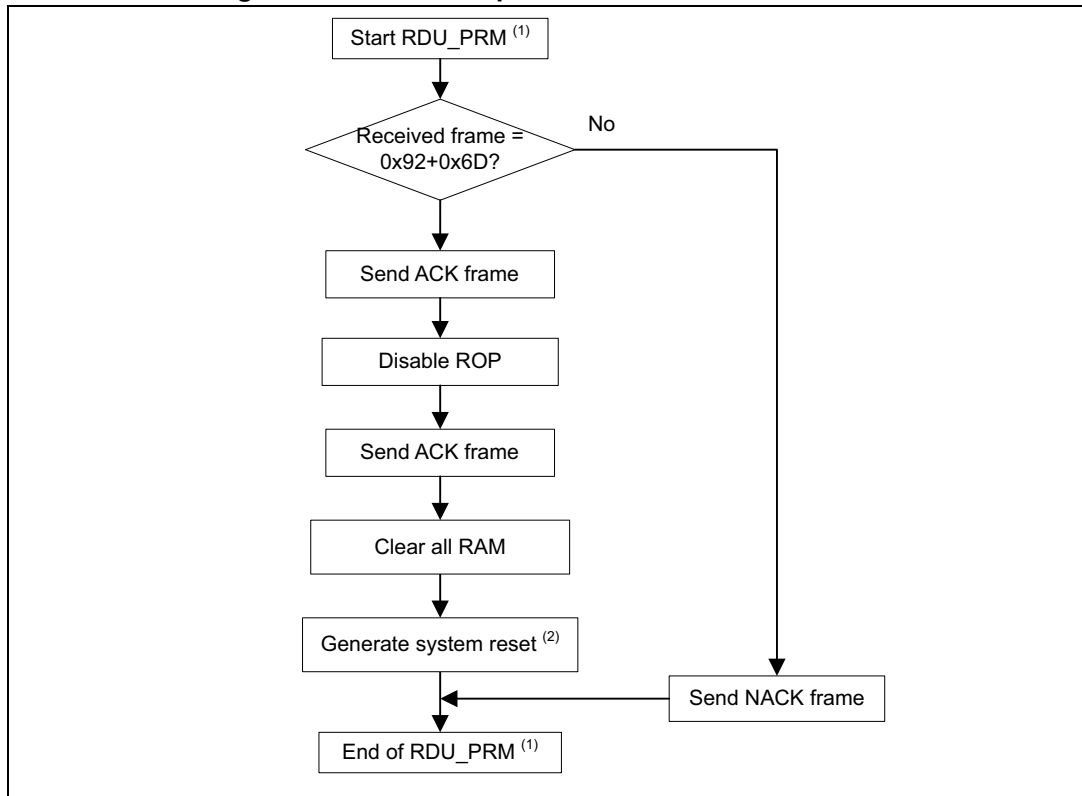 Start RDU_PRM (1)
Received frame =
0x92+0x6D?
No
Send ACK frame
Disable ROP
Send ACK frame
Clear all RAM
Generate system reset (2)
Send NACK frame
End of RDU_PRM (1)